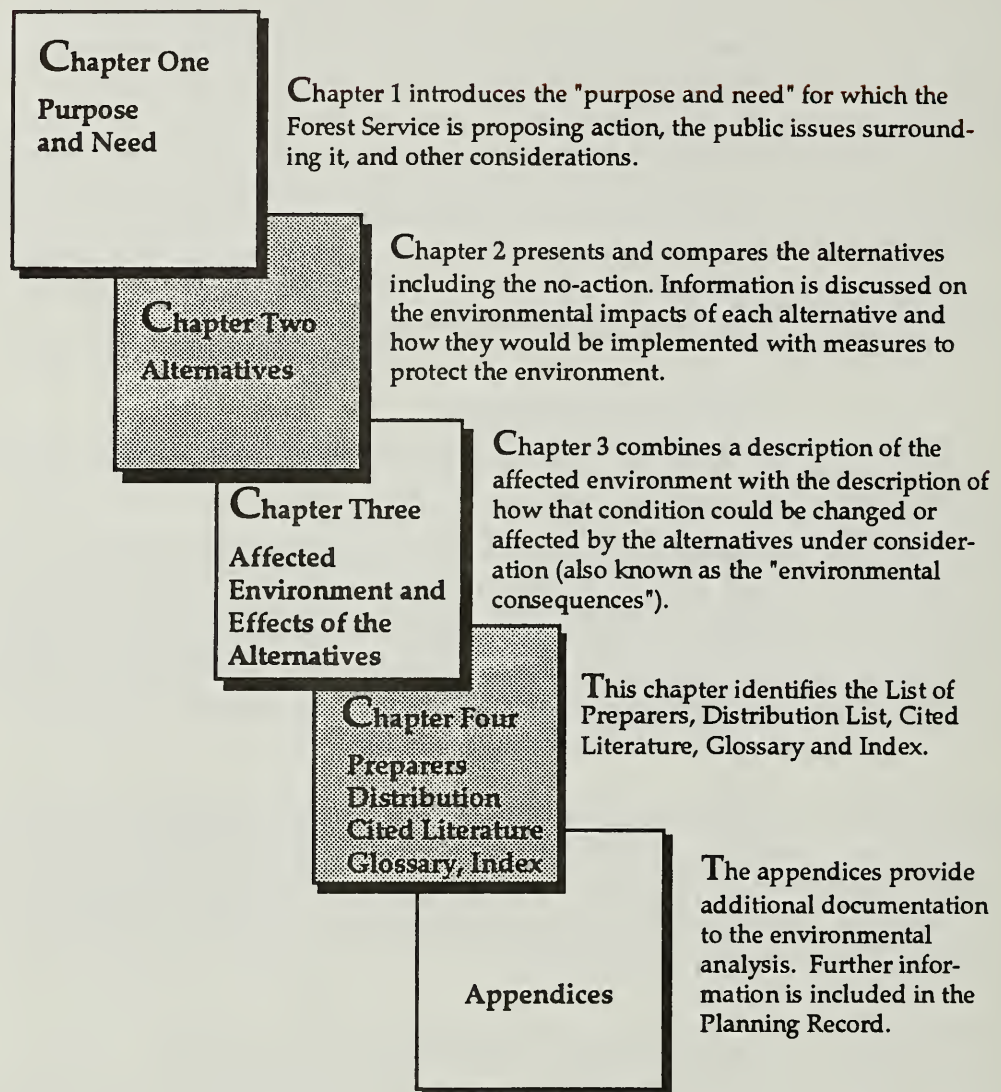 Chapter One
Purpose
and Need
Chapter 1 introduces the "purpose and need" for which the
Forest Service is proposing action, the public issues surround-
ing it, and other considerations.
Chapter Two
Alternatives
Chapter 2 presents and compares the alternatives
including the no-action. Information is discussed on
the environmental impacts of each alternative and
how they would be implemented with measures to
protect the environment.
Chapter Three
Affected
Environment and
Effects of the
Alternatives
Chapter 3 combines a description of the
affected environment with the description of
how that condition could be changed or
affected by the alternatives under consider-
ation (also known as the "environmental
consequences").
Chapter Four
Preparers
Distribution
Cited Literature
Glossary, Index
This chapter identifies the List of
Preparers, Distribution List, Cited
Literature, Glossary and Index.
Appendices
The appendices provide
additional documentation
to the environmental
analysis. Further infor-
mation is included in the
Planning Record.